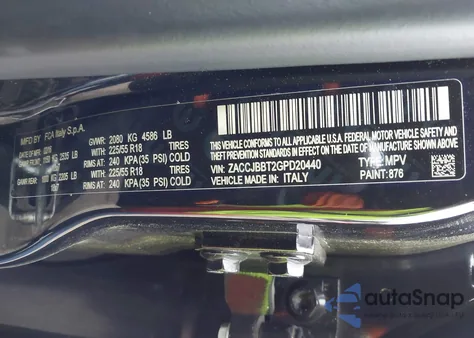 MFD BY FCA Italy S.p.A.
GVWR: 2080 KG 4586 LB
WITH 225/55 R18 TIRES
RIMS AT 240 KPA(35 PSI) COLD
WITH 225/55 R18 TIRES
RIMS AT 240 KPA(35 PSI) COLD
THIS VEHICLE CONFORMS TO ALL APPLICABLE
U.S.A. FEDERAL MOTOR VEHICLE SAFETY
AND THEFT PREVENTION STANDARDS IN EFFECT
ON THE DATE OF MANUFACTURE SHOWN ABOVE.
VIN: ZACCJBBT2GPD20440 TYPE: MPV
VEHICLE MADE IN: ITALY PAINT: 876
autoSnap